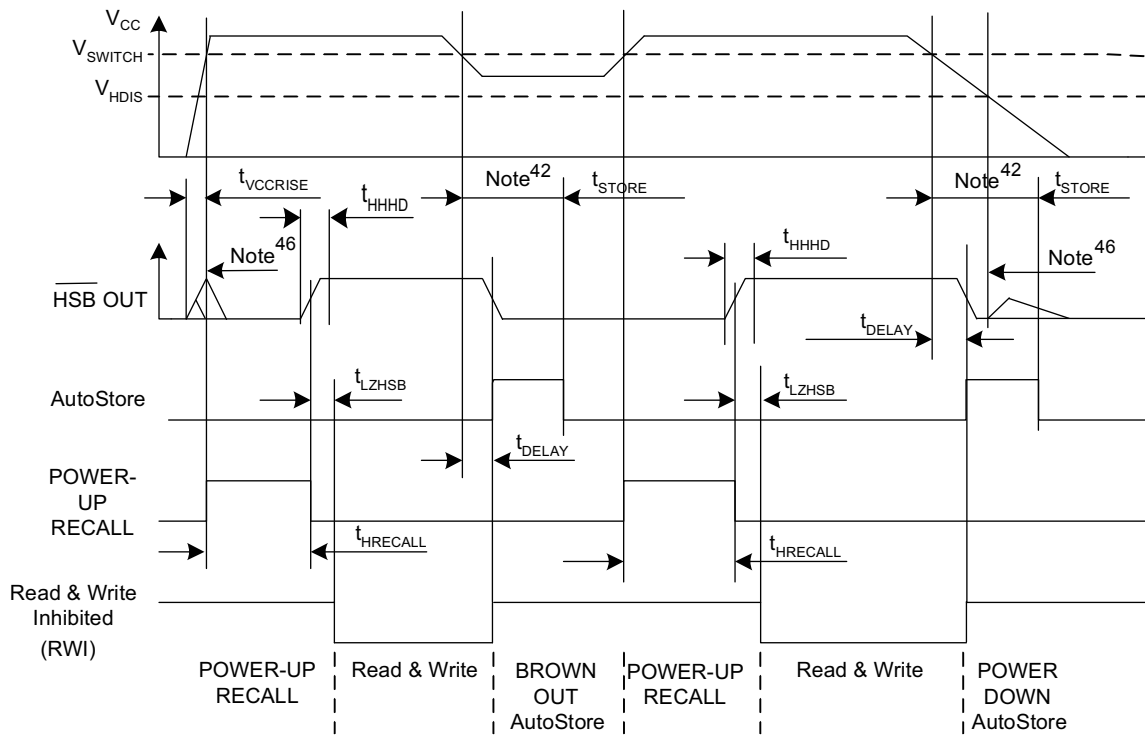 VCC
VSWITCH
VHDIS
tVCCRISE
Note42
tSTORE
Note42
tSTORE
tHHHD
Note46
tHHHD
Note46
HSB OUT
tDELAY
tLZHSB
tLZHSB
AutoStore
tDELAY
POWER-
UP
RECALL
tHRECALL
tHRECALL
Read & Write
Inhibited
(RWI)
POWER-UP
RECALL
Read & Write
BROWN
OUT
AutoStore
POWER-UP
RECALL
Read & Write
POWER
DOWN
AutoStore